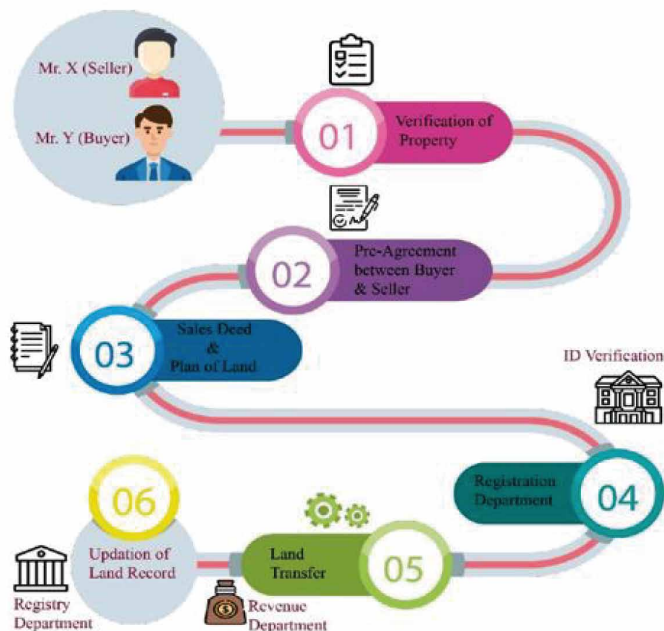 Mr. X (Seller)
Mr. Y (Buyer)
01
Verification of
Property
02
Pre-Agreement
between Buyer
& Seller
03
Sales Deed
&
Plan of Land
ID Verification
Registration
Department
04
05
Land
Transfer
Revenue
Department
06
Updation of
Land Record
Registry
Department